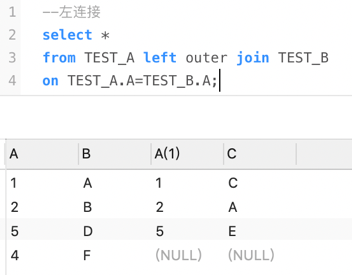 1 --左连接
2 select *
3 from TEST_A left outer join TEST_B
4 on TEST_A.A=TEST_B.A;
A B A(1) C
1 A 1 C
2 B 2 A
5 D 5 E
4 F (NULL) (NULL)